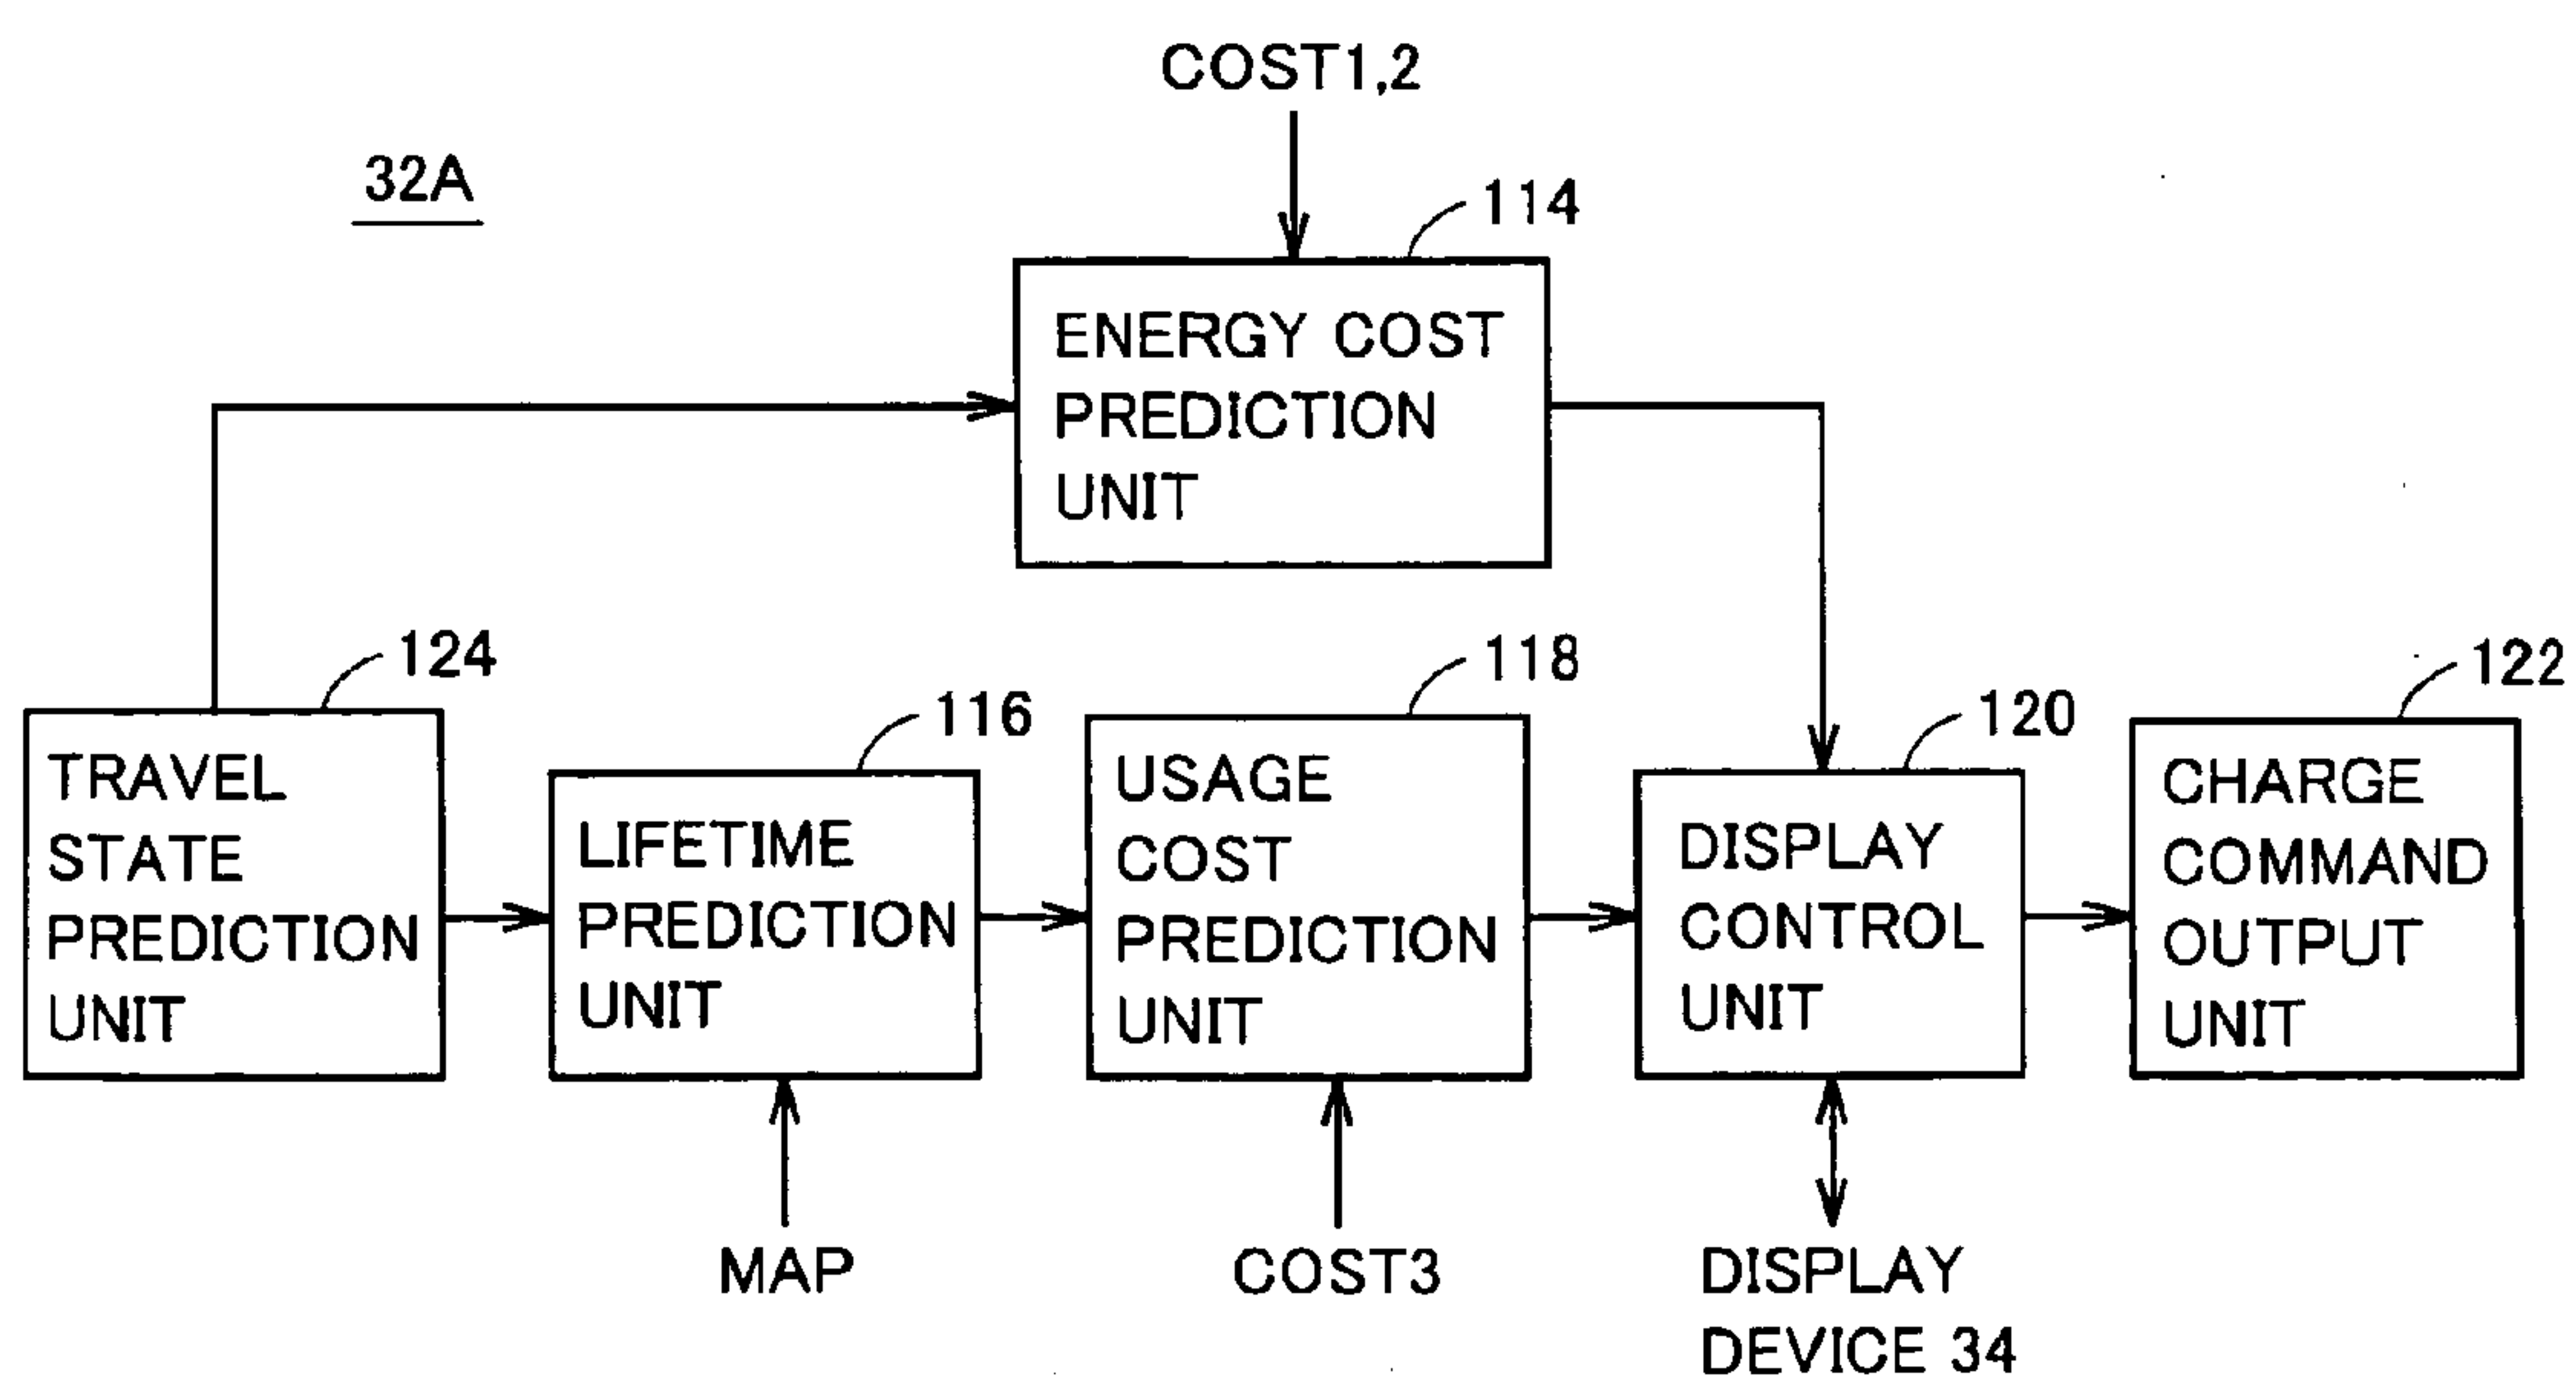 COST1,2
32A
114
ENERGY COST
PREDICTION
UNIT
124
TRAVEL
STATE
PREDICTION
UNIT
116
LIFETIME
PREDICTION
UNIT
118
USAGE
COST
PREDICTION
UNIT
120
DISPLAY
CONTROL
UNIT
122
CHARGE
COMMAND
OUTPUT
UNIT
MAP
COST3
DISPLAY
DEVICE 34